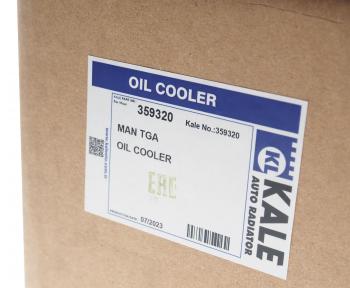 OIL COOLER
359320
Kale No.:359320
MAN TGA
OIL COOLER
EAC
07/2023
KALE
AUTO RADIATOR